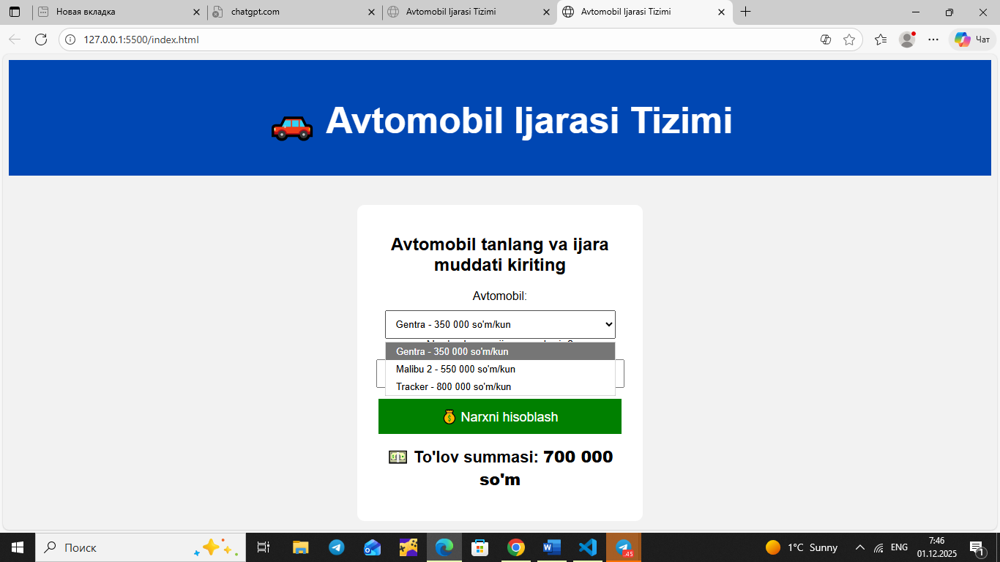 Новая вкладка
chatgpt.com
Avtomobil Ijarasi Tizimi
Avtomobil Ijarasi Tizimi
127.0.0.1:5500/index.html
Чат
Avtomobil Ijarasi Tizimi
Avtomobil tanlang va ijara
muddati kiriting
Avtomobil:
Gentra - 350 000 so'm/kun
Gentra - 350 000 so'm/kun
Malibu 2 - 550 000 so'm/kun
Tracker - 800 000 so'm/kun
Narxni hisoblash
To'lov summasi: 700 000
so'm
Поиск
45
1°C Sunny
ENG
7:46
01.12.2025
1